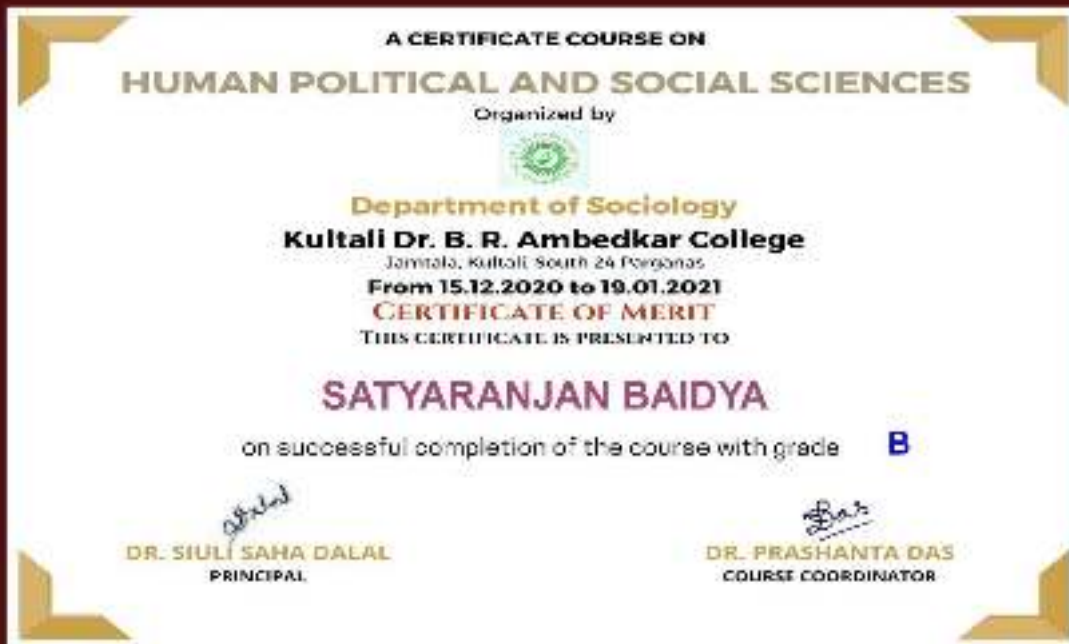 A CERTIFICATE COURSE ON
HUMAN POLITICAL AND SOCIAL SCIENCES
Organized by
Department of Sociology
Kultali Dr. B. R. Ambedkar College
Jamtala, Kultali, South 24 Parganas
From 15.12.2020 to 19.01.2021
CERTIFICATE OF MERIT
THIS CERTIFICATE IS PRESENTED TO
SATYARANJAN BAIDYA
on successful completion of the course with grade B
Das
DR. SIULI SAHA DALAL
DR. PRASHANTA DAS
PRINCIPAL
COURSE COORDINATOR